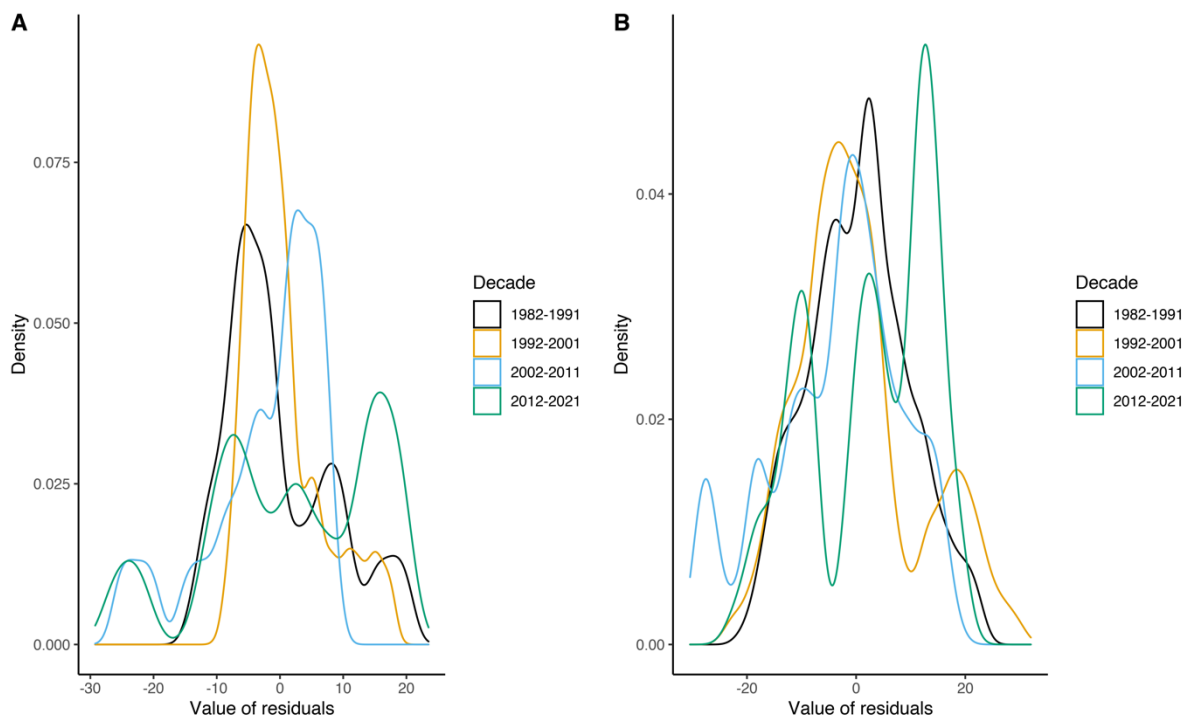 A
0.075
0.050
0.025
0.000
Density
-30 -20 -10 0 10 20
Value of residuals
Decade
1982-1991
1992-2001
2002-2011
2012-2021
B
0.04
0.02
0.00
Density
-20 0 20
Value of residuals
Decade
1982-1991
1992-2001
2002-2011
2012-2021